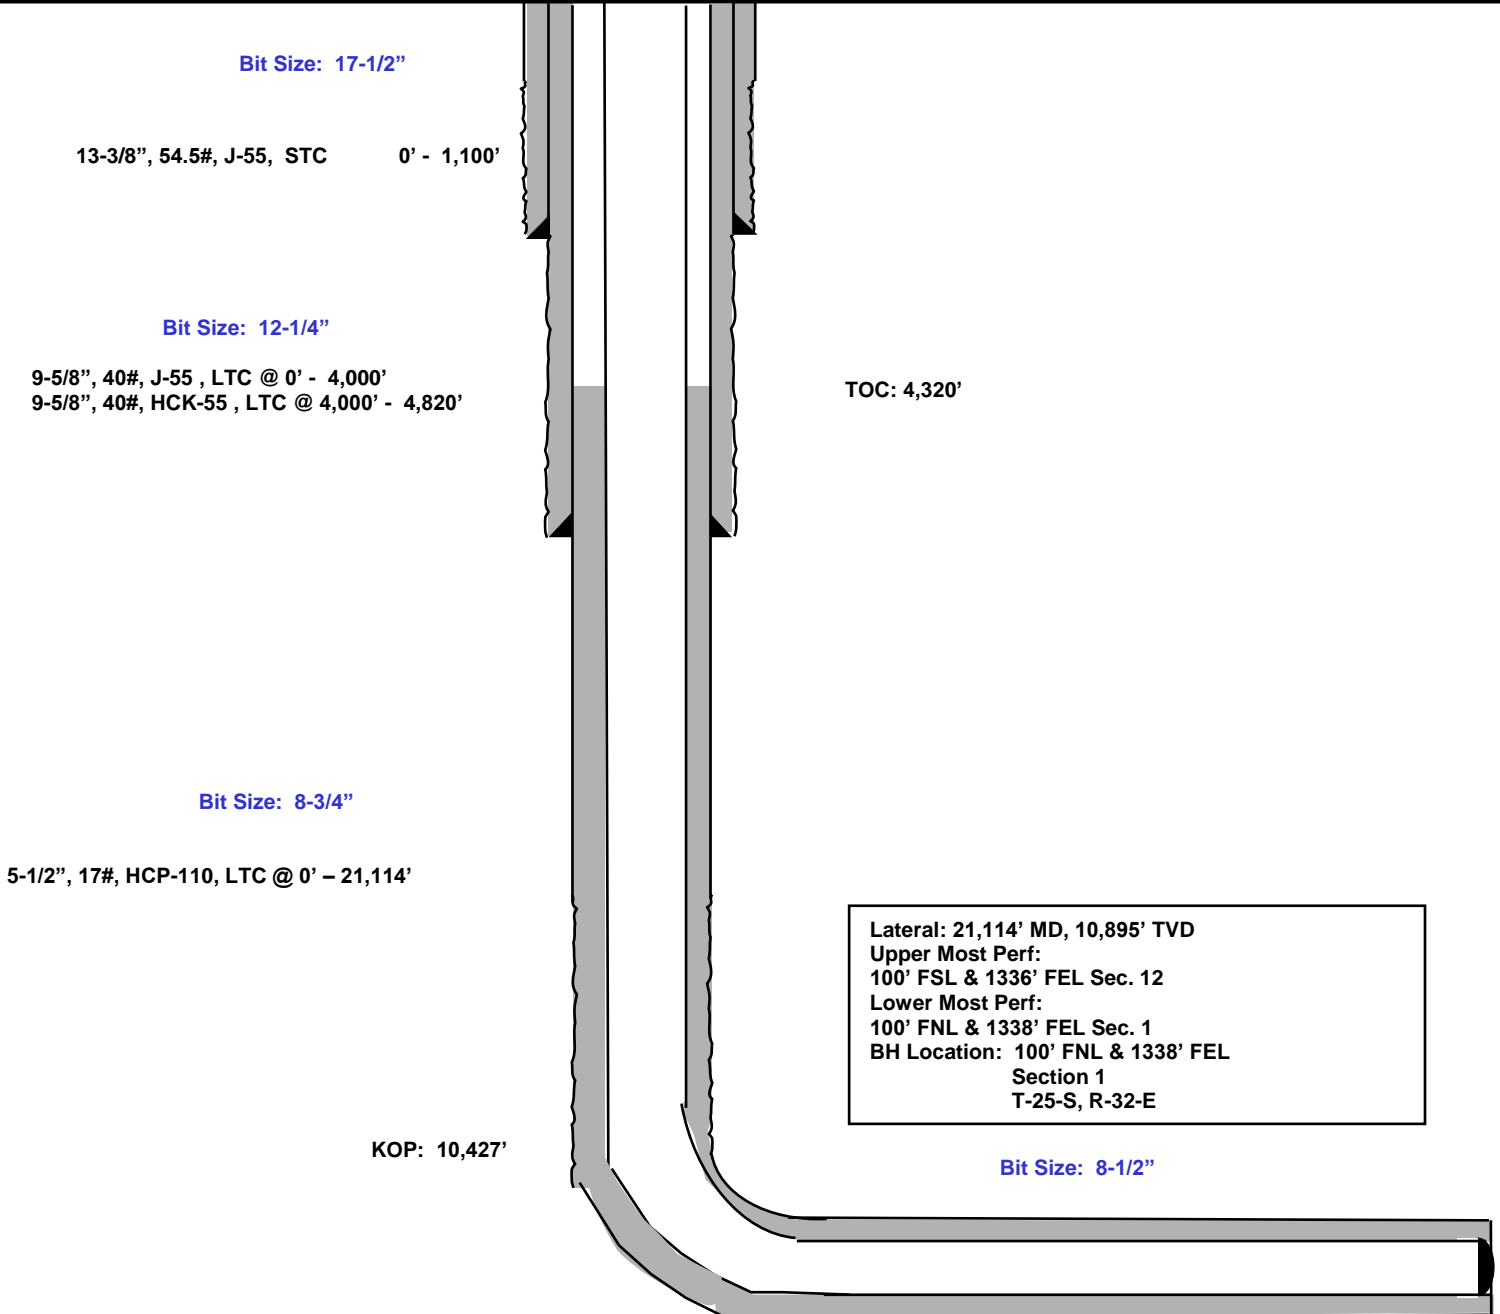 Bit Size: 17-1/2”
13-3/8”, 54.5#, J-55, STC 0’ - 1,100’
Bit Size: 12-1/4”
9-5/8”, 40#, J-55 , LTC @ 0’ - 4,000’
9-5/8”, 40#, HCK-55 , LTC @ 4,000’ - 4,820’
TOC: 4,320’
Bit Size: 8-3/4”
5-1/2”, 17#, HCP-110, LTC @ 0’ – 21,114’
Lateral: 21,114’ MD, 10,895’ TVD
Upper Most Perf:
100’ FSL & 1336’ FEL Sec. 12
Lower Most Perf:
100’ FNL & 1338’ FEL Sec. 1
BH Location: 100’ FNL & 1338’ FEL
Section 1
T-25-S, R-32-E
KOP: 10,427’
Bit Size: 8-1/2”